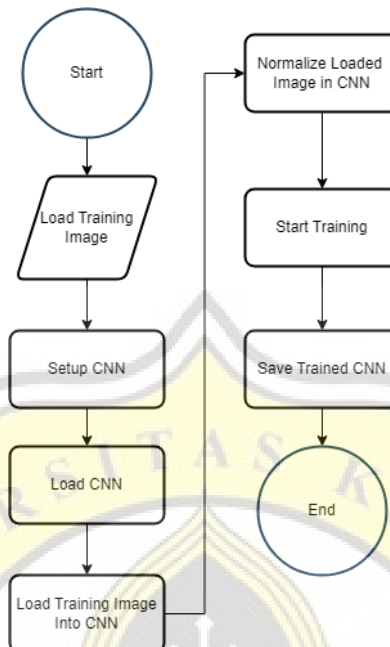 Start
Load Training
Image
Setup CNN
Load CNN
Load Training Image
Into CNN
Normalize Loaded
Image in CNN
Start Training
Save Trained CNN
End
RSITAS K